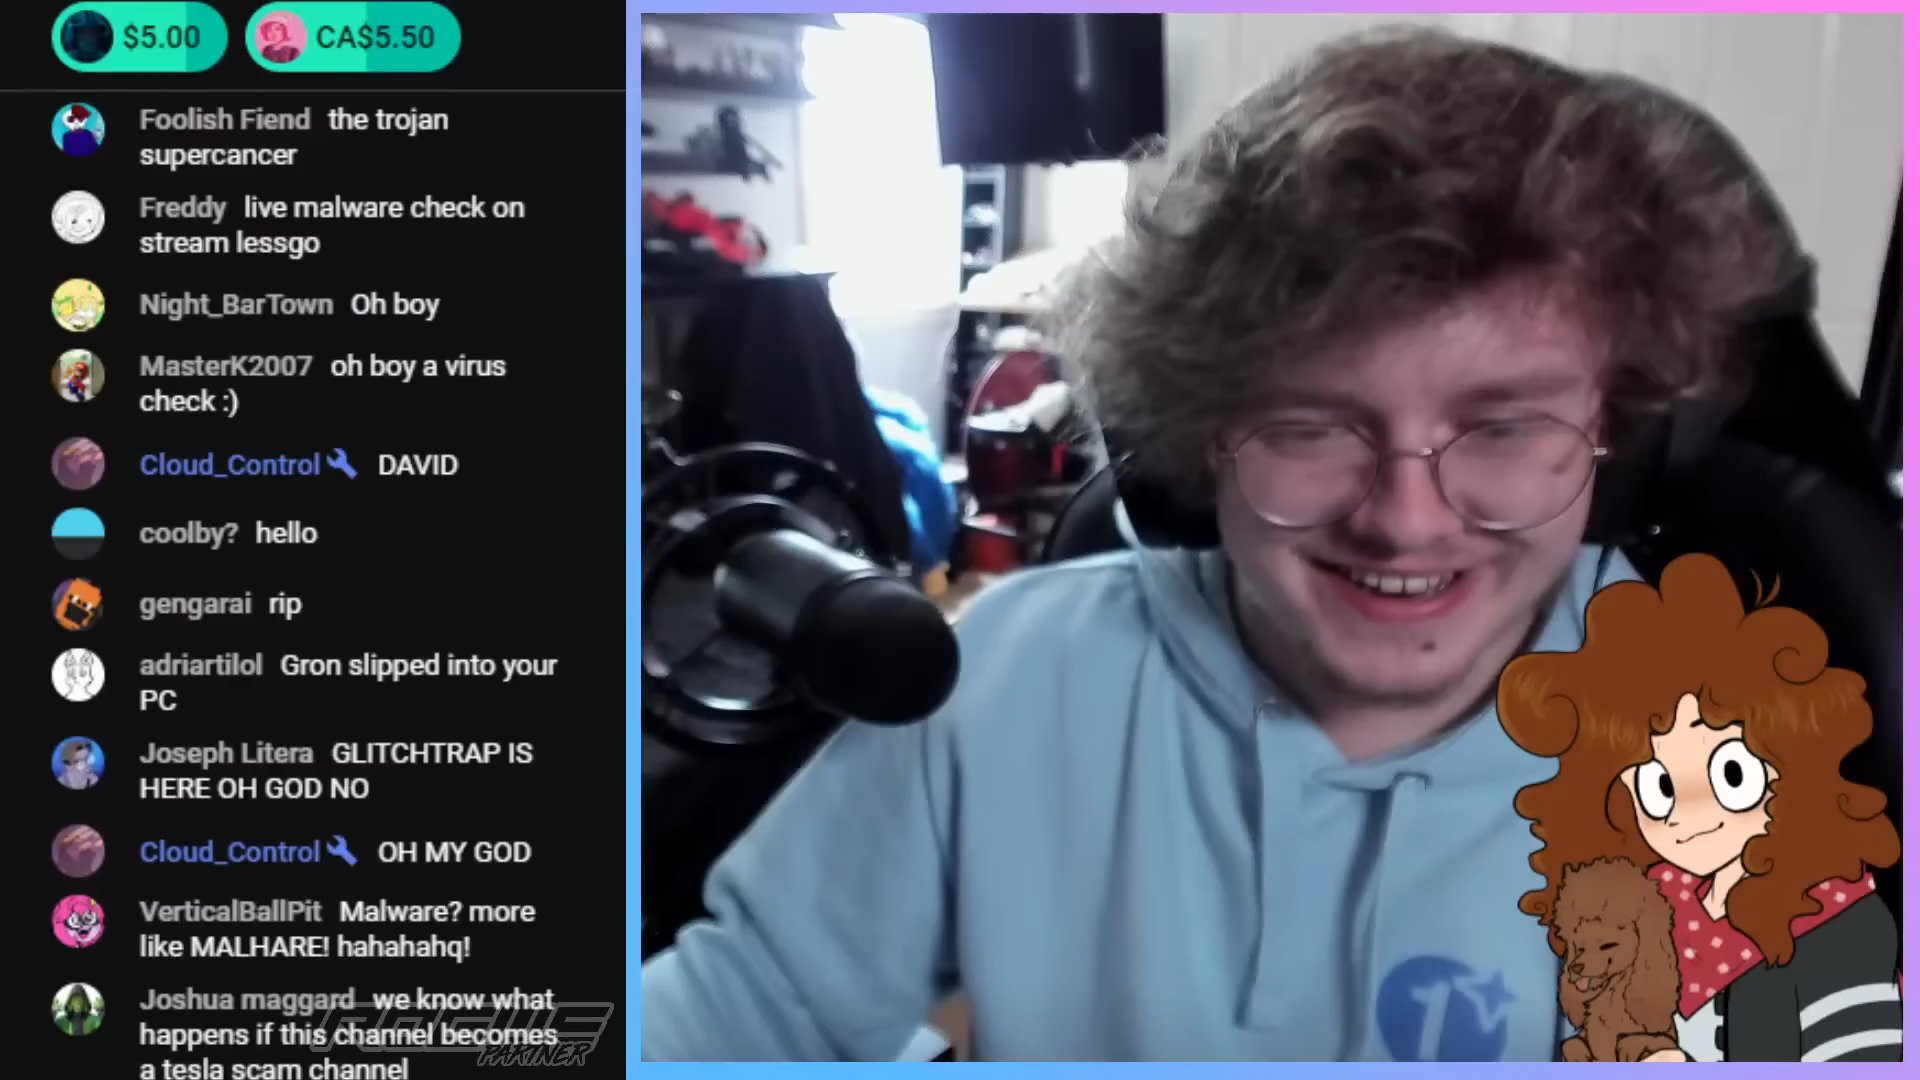 $5.00
CA$5.50
Foolish Fiend the trojan
supercancer
Freddy live malware check on
stream lessgo
Night_BarTown Oh boy
MasterK2007 oh boy a virus
check :)
Cloud_Control DAVID
coolby? hello
gengarai rip
adriartilol Gron slipped into your
PC
Joseph Litera GLITCHTRAP IS
HERE OH GOD NO
Cloud_Control OH MY GOD
VerticalBallPit Malware? more
like MALHARE! hahahahq!
Joshua maggard we know what
happens if this channel becomes
a tesla scam channel
ROGUE
PARTNER
1